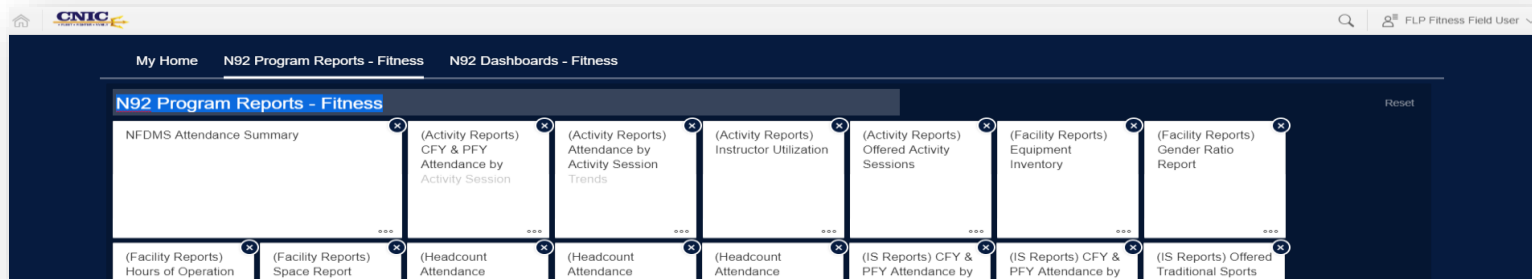 CNIC
FLP Fitness Field User
My Home N92 Program Reports - Fitness N92 Dashboards - Fitness
N92 Program Reports - Fitness
Reset
NFDMS Attendance Summary
(Activity Reports)
CFY & PFY
Attendance by
Activity Session
(Activity Reports)
Attendance by
Activity Session
Trends
(Activity Reports)
Instructor Utilization
(Activity Reports)
Offered Activity
Sessions
(Facility Reports)
Equipment
Inventory
(Facility Reports)
Gender Ratio
Report
(Facility Reports)
Hours of Operation
(Facility Reports)
Space Report
(Headcount
Attendance
(Headcount
Attendance
(Headcount
Attendance
(IS Reports) CFY &
PFY Attendance by
(IS Reports) CFY &
PFY Attendance by
(IS Reports) Offered
Traditional Sports